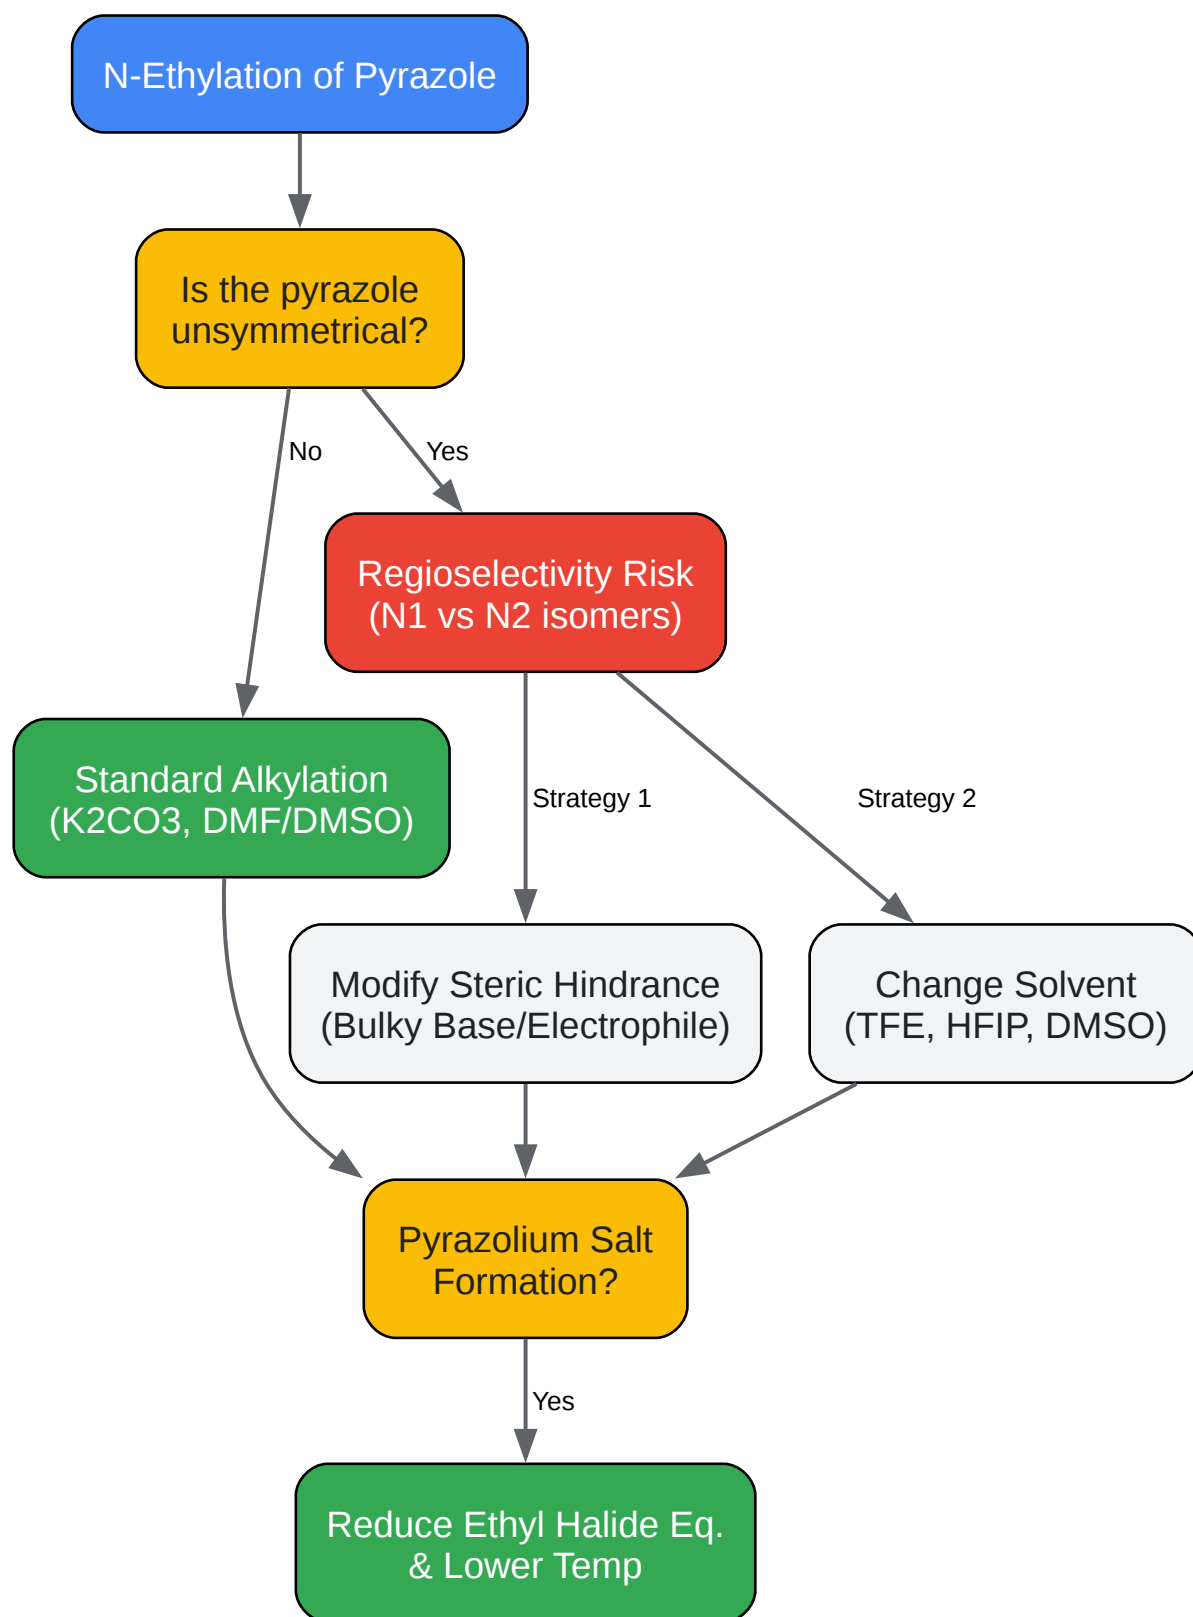 N-Ethylation of Pyrazole
Is the pyrazole
unsymmetrical?
No
Yes
Regioselectivity Risk
(N1 vs N2 isomers)
Standard Alkylation
(K2CO3, DMF/DMSO)
Strategy 1
Strategy 2
Modify Steric Hindrance
(Bulky Base/Electrophile)
Change Solvent
(TFE, HFIP, DMSO)
Pyrazolium Salt
Formation?
Yes
Reduce Ethyl Halide Eq.
& Lower Temp